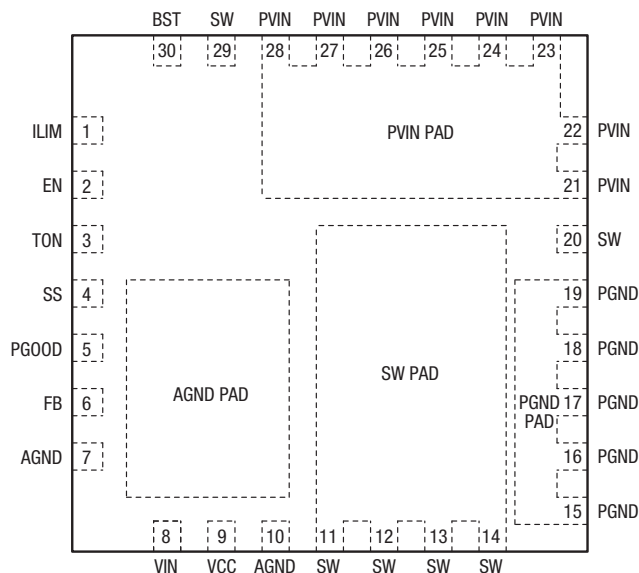 BST SW PVIN PVIN PVIN PVIN PVIN PVIN
30 29 28 27 26 25 24 23
ILIM 1
PVIN PAD
22 PVIN
EN 2
21 PVIN
TON 3
20 SW
SS 4
19 PGND
PGOOD 5
18 PGND
SW PAD
AGND PAD
FB 6
PGND
PAD
17 PGND
AGND 7
16 PGND
15 PGND
8 9 10 11 12 13 14
VIN VCC AGND SW SW SW SW